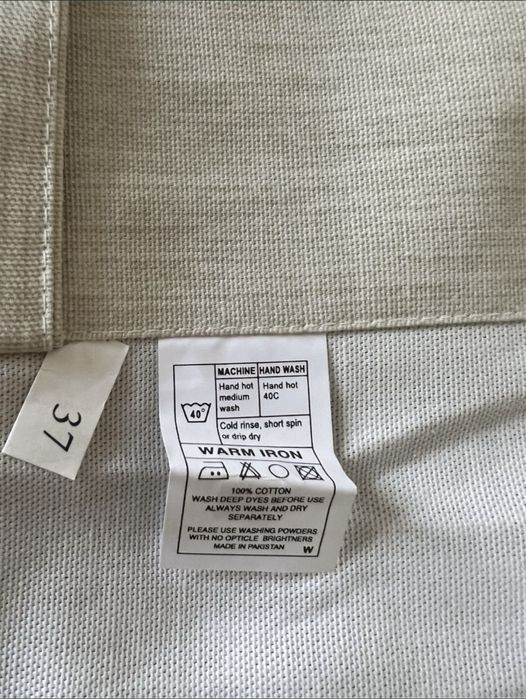 37
MACHINE HAND WASH
40°
Hand hot medium wash
Hand hot 40C
Cold rinse, short spin
or drip dry
WARM IRON
100% COTTON
WASH DEEP DYES BEFORE USE
ALWAYS WASH AND DRY
SEPARATELY
PLEASE USE WASHING POWDERS
WITH NO OPTICLE BRIGHTNERS
MADE IN PAKISTAN W